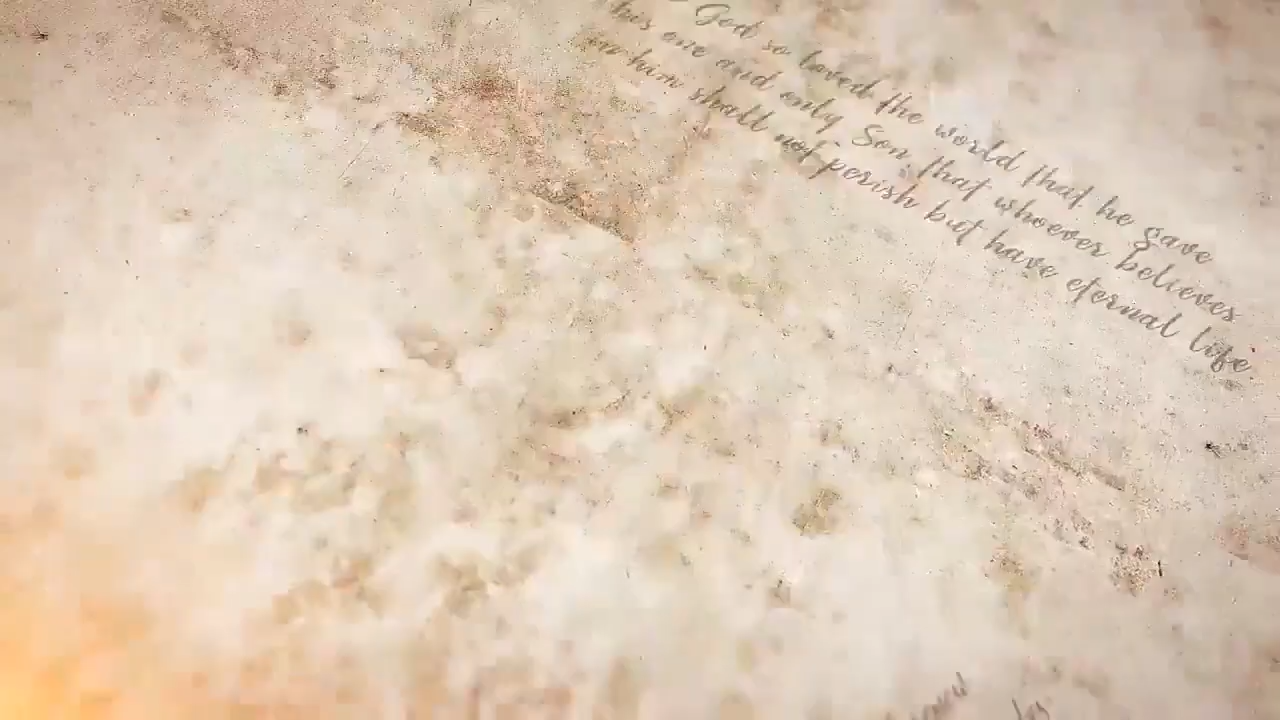 God so loved the world that he gave
his one and only Son that whoever believes
in him shall not perish but have eternal life